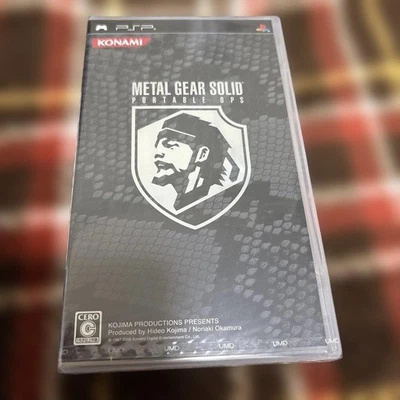 PSP
KONAMI
METAL GEAR SOLID
PORTABLE OPS
CERO
C
KOJIMA PRODUCTIONS PRESENTS
Produced by Hideo Kojima / Noriaki Okamura
UMD UMD UMD UMD